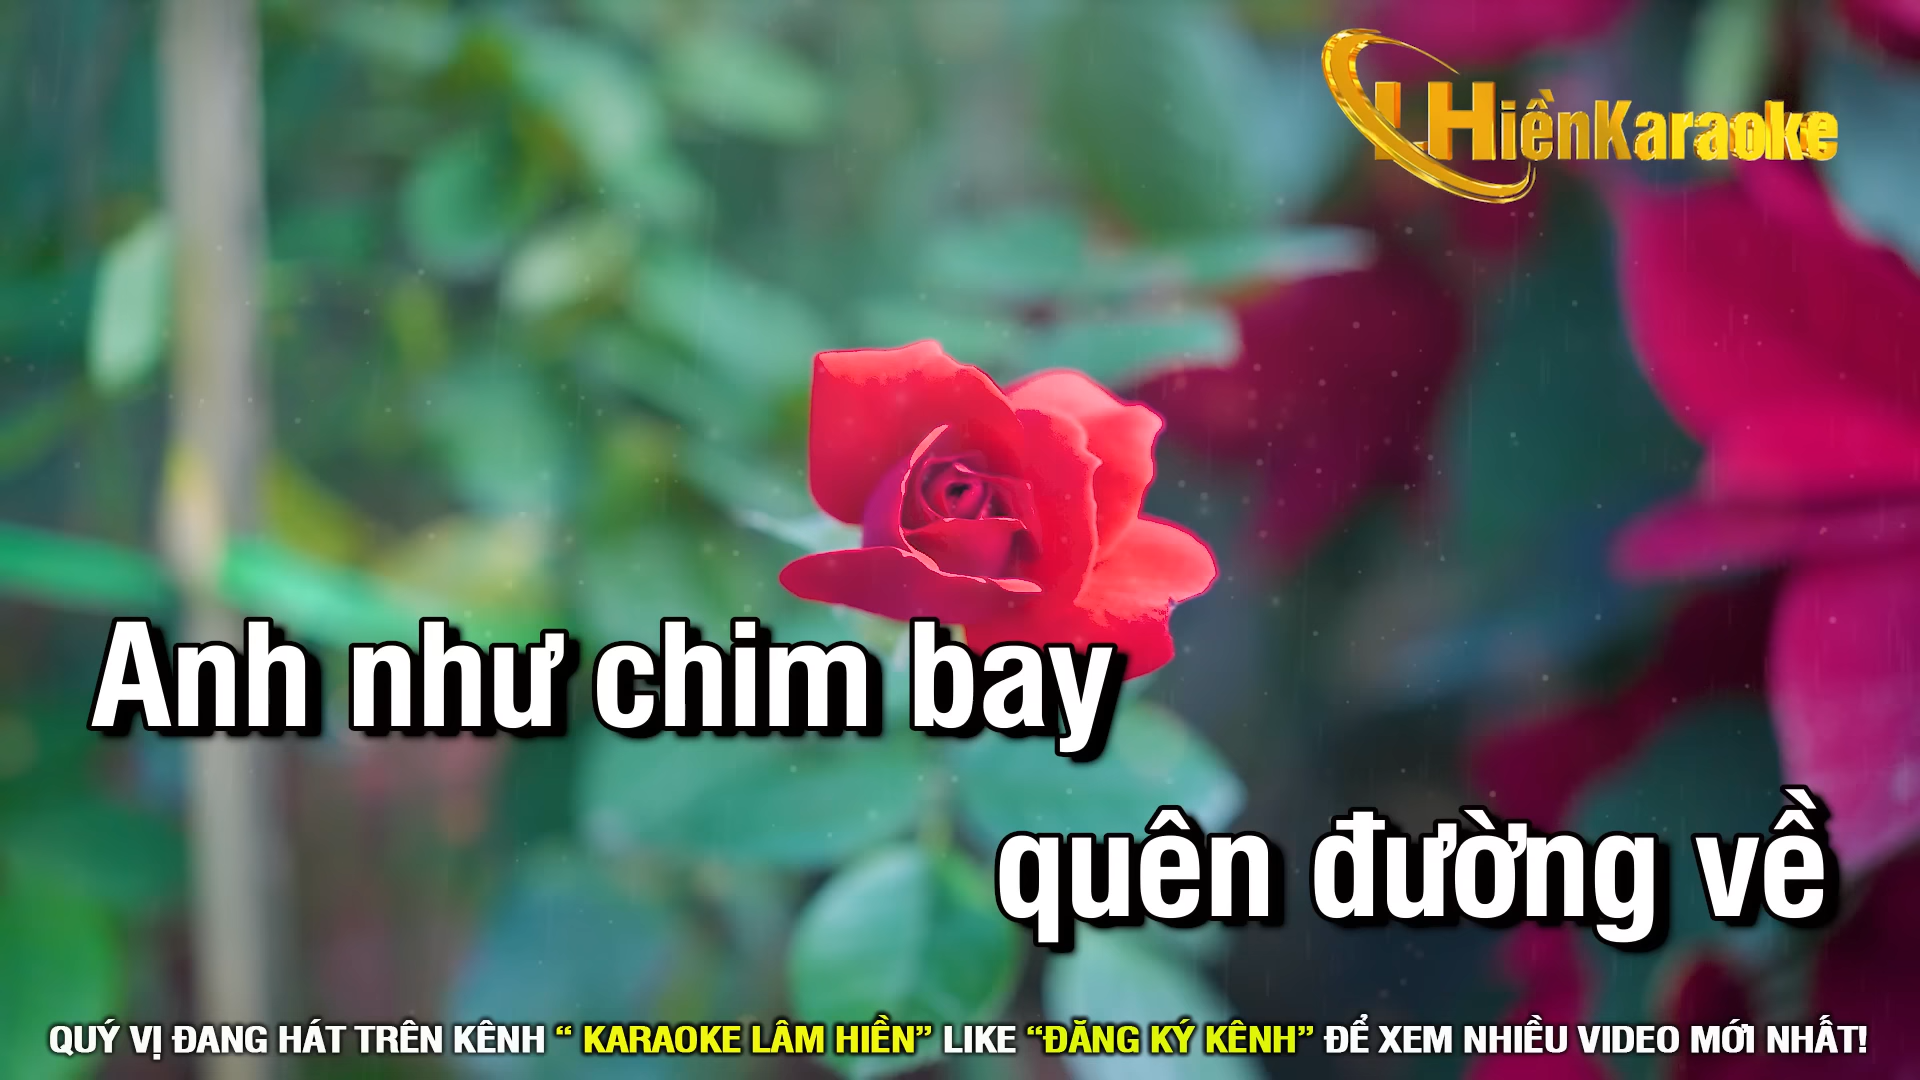 LHiềnKaraoke
Anh như chim bay
quên đường về
QUÝ VỊ ĐANG HÁT TRÊN KÊNH “ KARAOKE LÂM HIỀN” LIKE “ĐĂNG KÝ KÊNH” ĐỂ XEM NHIỀU VIDEO MỚI NHẤT!